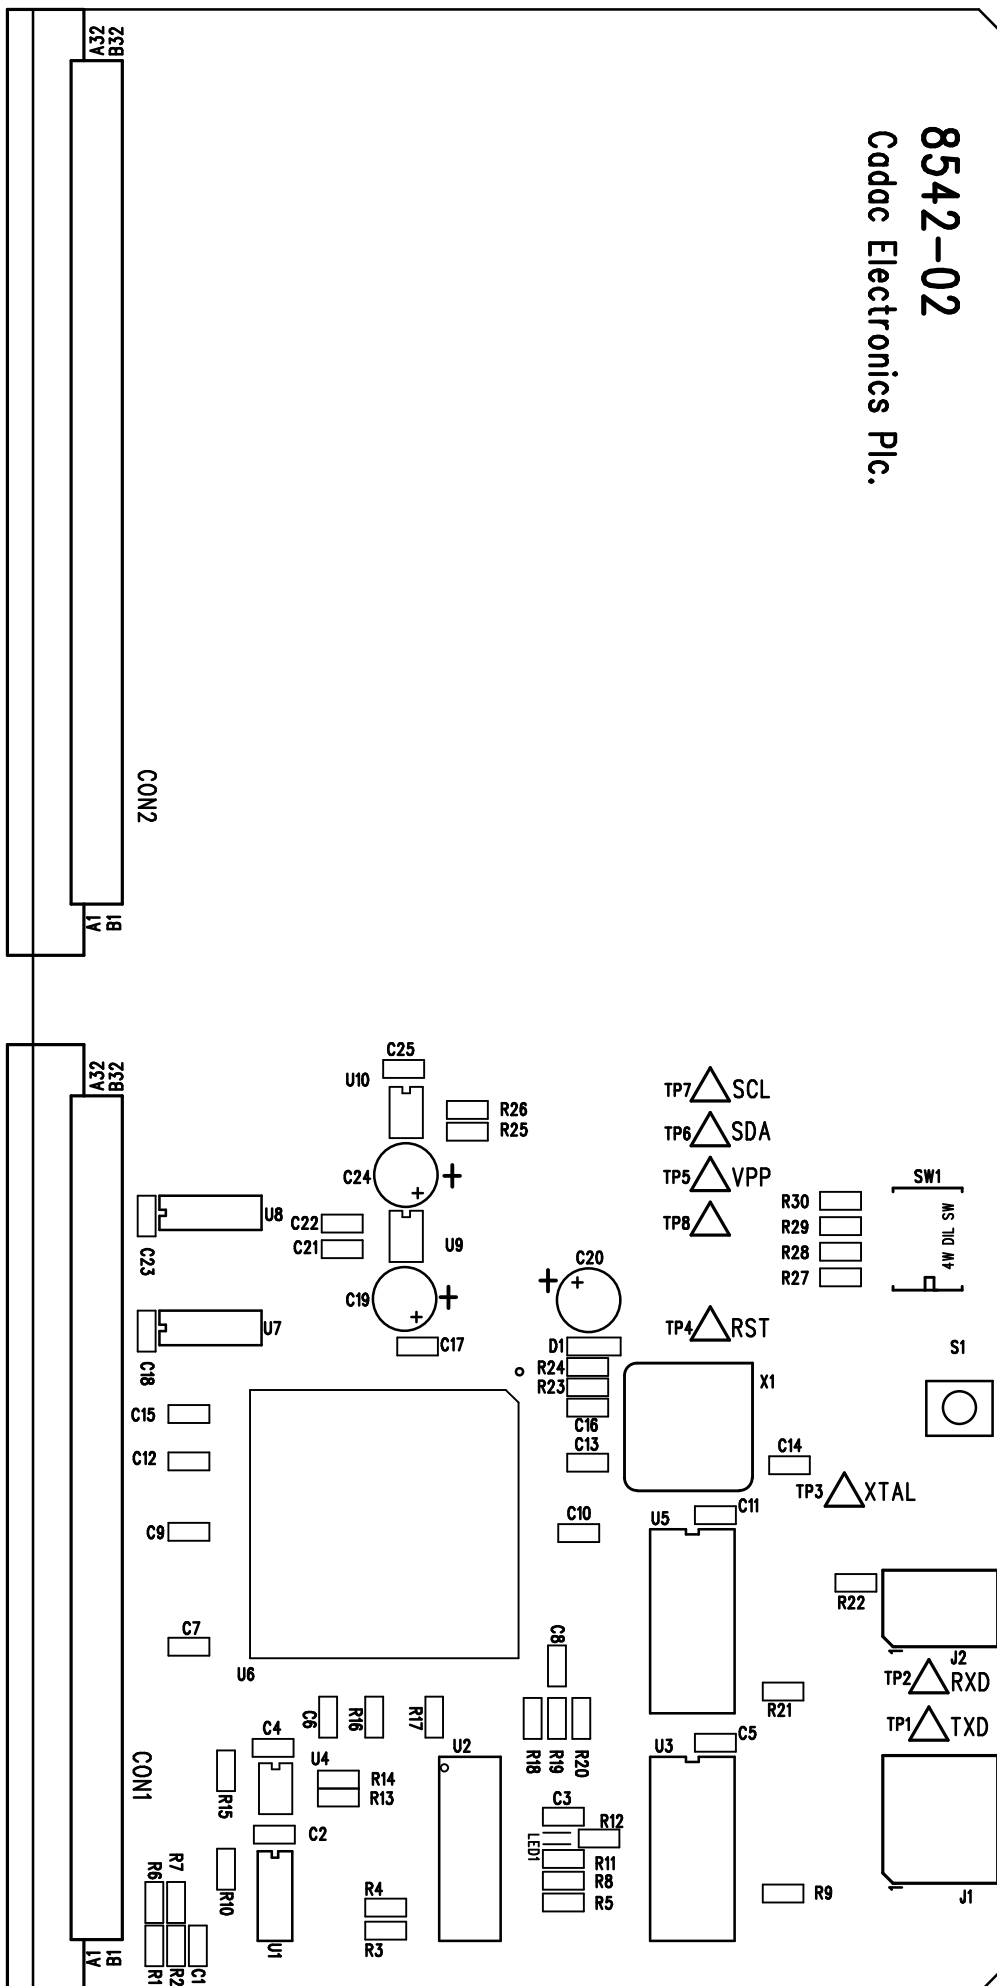 A32
B32
8542-02
Cadac Electronics Plc.
CON2
A1
B1
A32
B32
C25
U10
R26
R25
C24
+
+
TP7 SCL
TP6 SDA
TP5 VPP
TP8
SW1
4W DIL SW
R30
R29
R28
R27
U8
C23
C22
C21
U9
C20
+
+
C19
+
+
C17
U7
C18
D1
R24
R23
C16
C13
TP4 RST
S1
X1
C14
C15
C12
C9
C7
TP3 XTAL
C11
U5
C10
R22
J2
1
TP2 RXD
TP1 TXD
U6
C8
R21
C6
R16
R17
R18
R19
R20
C5
U3
U2
C4
U4
R14
R13
R15
CON1
C2
C3
R12
LED1
R11
R8
R5
R9
1
J1
R6
R7
R10
R4
R3
U1
A1
B1
R1
R2
C1